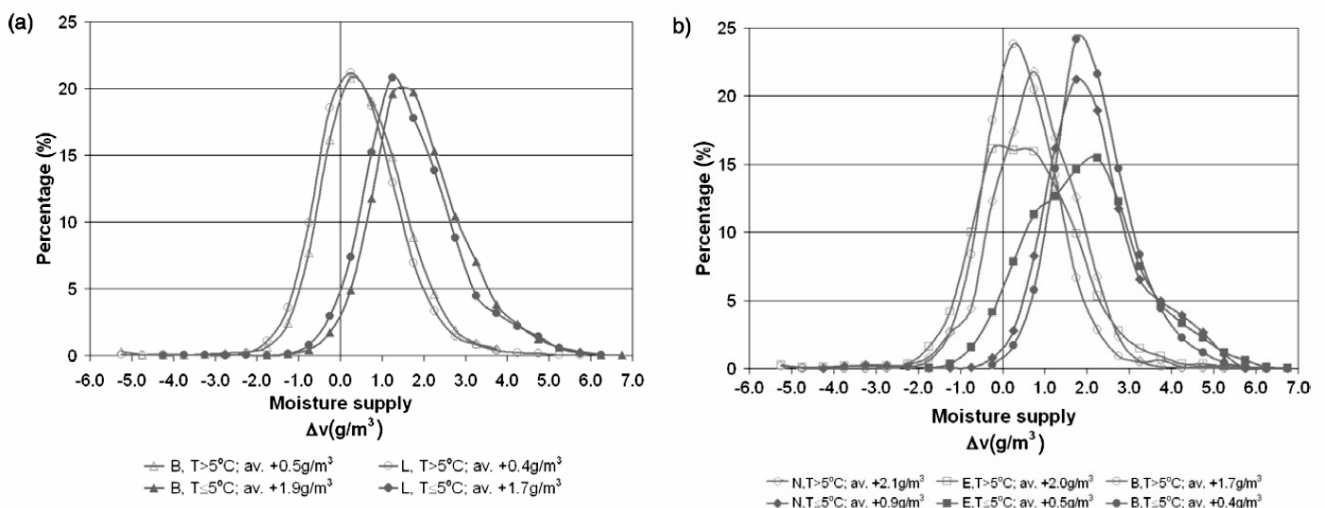 (a)
25
20
15
10
5
0
Percentage (%)
-6.0 -5.0 -4.0 -3.0 -2.0 -1.0 0.0 1.0 2.0 3.0 4.0 5.0 6.0 7.0
Moisture supply
Δv(g/m³)
B, T>5°C; av. +0.5g/m³ L, T>5°C; av. +0.4g/m³
B, T≤5°C; av. +1.9g/m³ L, T≤5°C; av. +1.7g/m³
b)
25
20
15
10
5
0
Percentage (%)
-6.0 -5.0 -4.0 -3.0 -2.0 -1.0 0.0 1.0 2.0 3.0 4.0 5.0 6.0 7.0
Moisture supply
Δv(g/m³)
N,T>5°C; av. +2.1g/m³ E,T>5°C; av. +2.0g/m³ B,T>5°C; av. +1.7g/m³
N,T≤5°C; av. +0.9g/m³ E,T≤5°C; av. +0.5g/m³ B,T≤5°C; av. +0.4g/m³